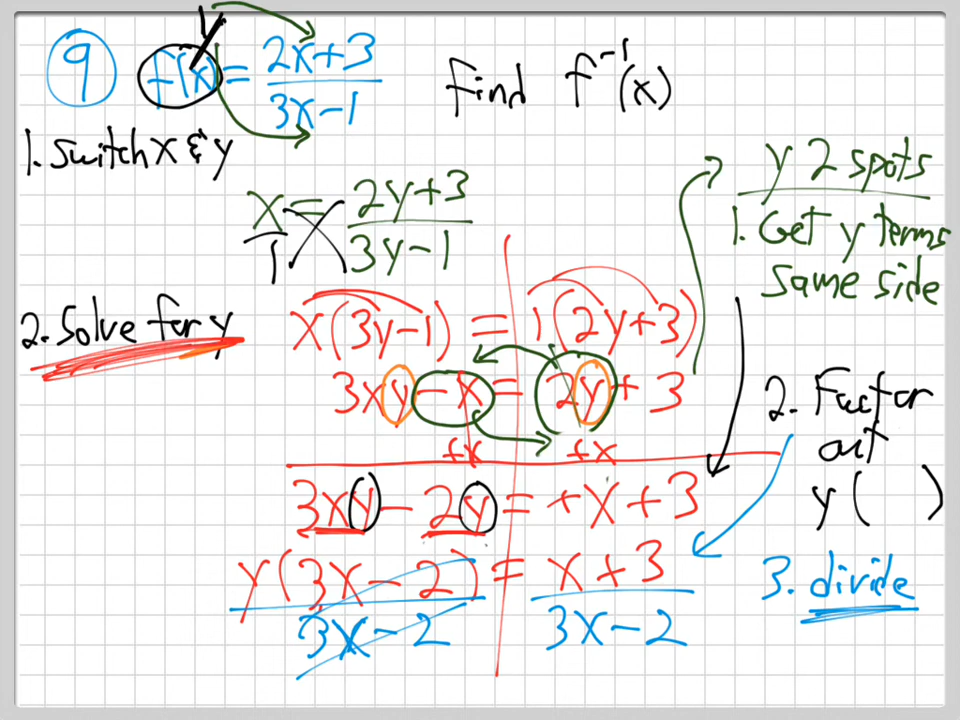 9 f(x) = (2x+3)/(3x-1) Find f⁻¹(x)
y
1. Switch x & y
x/1 = (2y+3)/(3y-1)
y 2 spots
1. Get y terms
same side
2. Solve for y
x(3y-1) = 1(2y+3)
3xy - x = 2y + 3
+x +x
2. Factor
out
y( )
3xy - 2y = +x + 3
y(3x-2)/(3x-2) = (x+3)/(3x-2)
3. divide